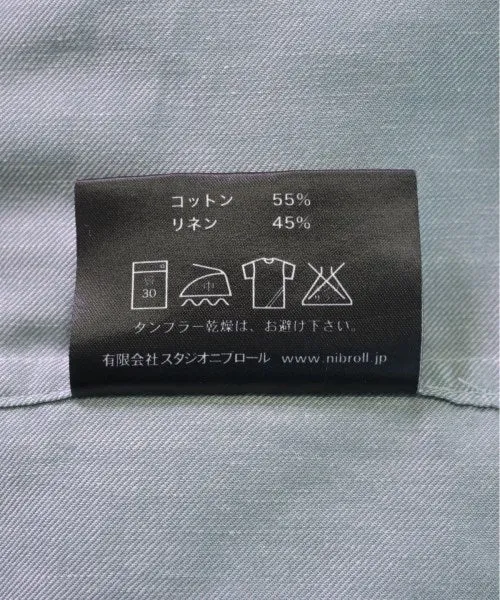 コットン 55%
リネン 45%
30 中
タンブラー乾燥は、お避け下さい。
有限会社スタジオニブロール www.nibroll.jp